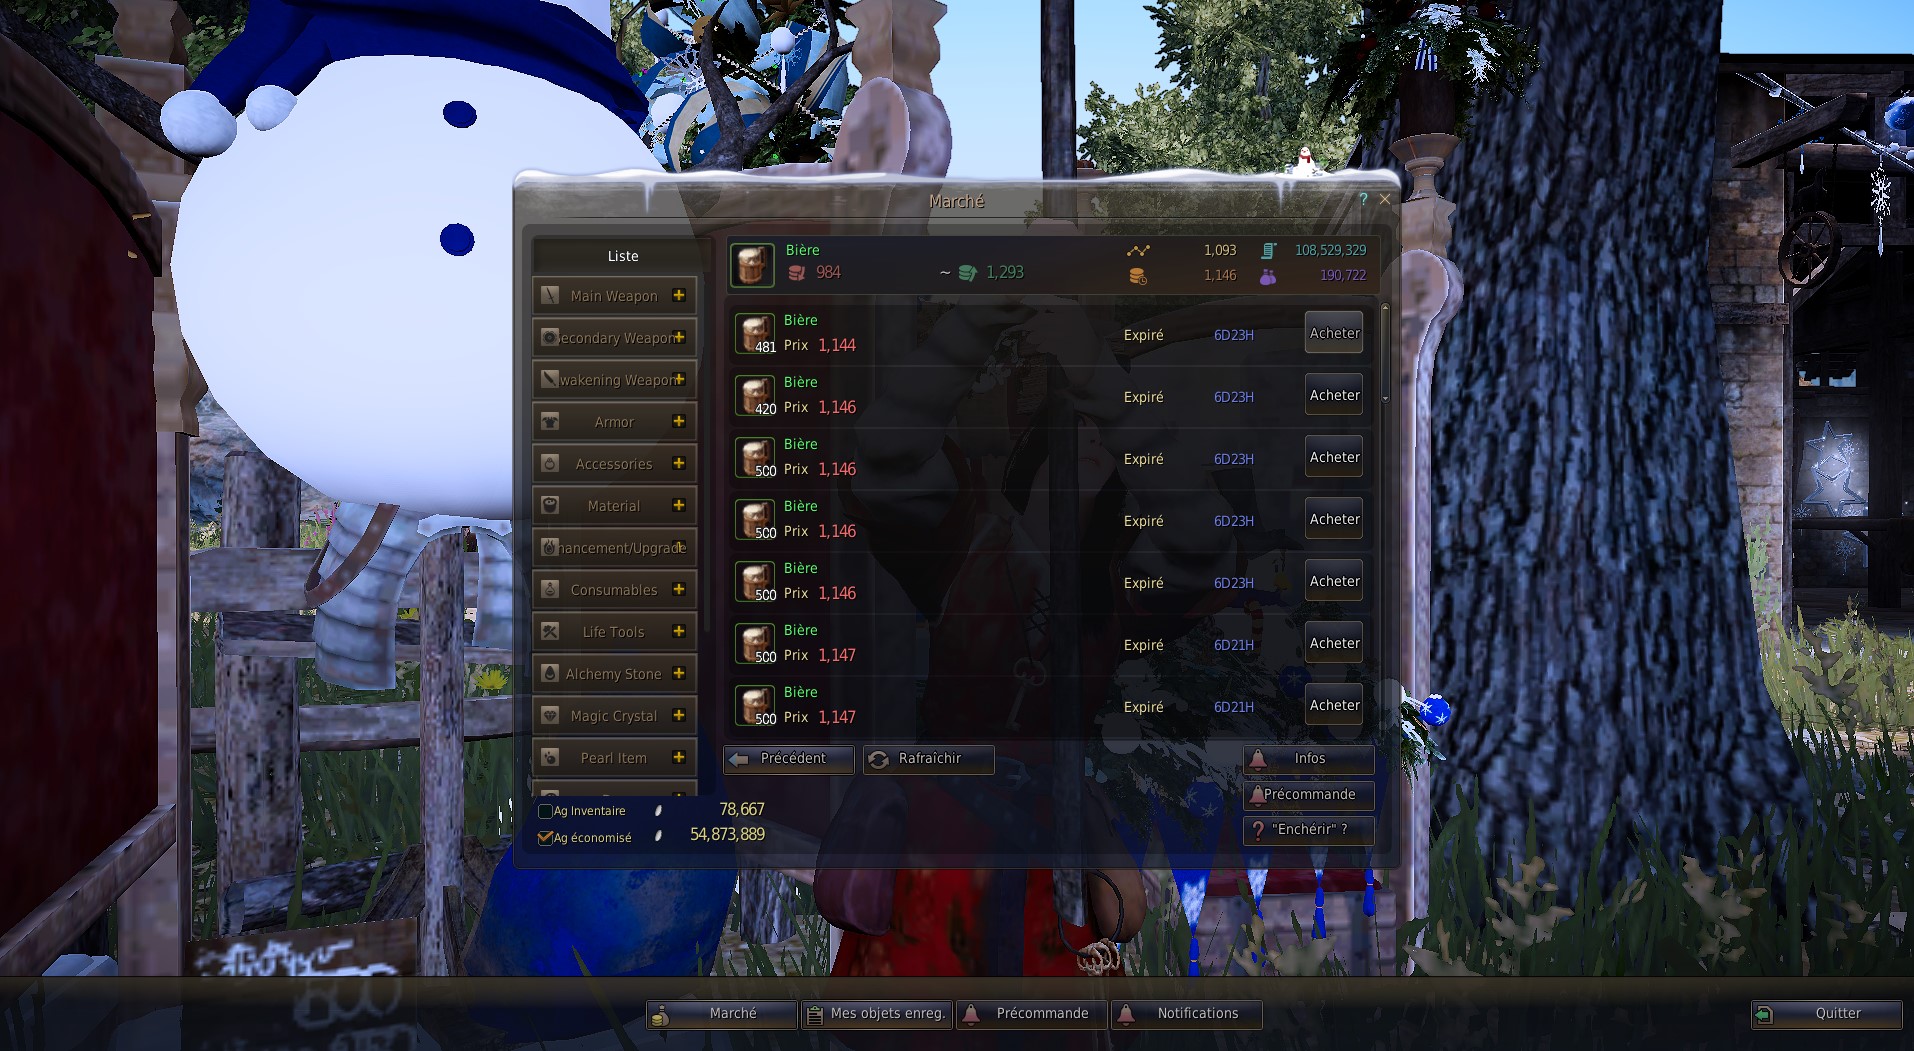 Marché
?
Liste
Main Weapon
Secondary Weapon
wakening Weapon
Armor
Accessories
Material
hancement/Upgrade
Consumables
Life Tools
Alchemy Stone
Magic Crystal
Pearl Item
Bière
984 ~ 1,293
1,093 108,529,329
1,146 190,722
Bière
481 Prix 1,144 Expiré 6D23H Acheter
Bière
420 Prix 1,146 Expiré 6D23H Acheter
Bière
500 Prix 1,146 Expiré 6D23H Acheter
Bière
500 Prix 1,146 Expiré 6D23H Acheter
Bière
500 Prix 1,146 Expiré 6D23H Acheter
Bière
500 Prix 1,147 Expiré 6D21H Acheter
Bière
500 Prix 1,147 Expiré 6D21H Acheter
Précédent Rafraîchir Infos
Précommande
? "Enchérir" ?
Ag Inventaire 78,667
Ag économisé 54,873,889
Marché Mes objets enreg. Précommande Notifications Quitter